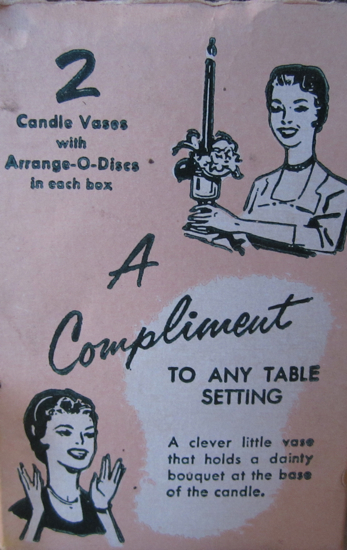 2
Candle Vases
with
Arrange-O-Discs
in each box
A
Compliment
TO ANY TABLE
SETTING
A clever little vase
that holds a dainty
bouquet at the base
of the candle.